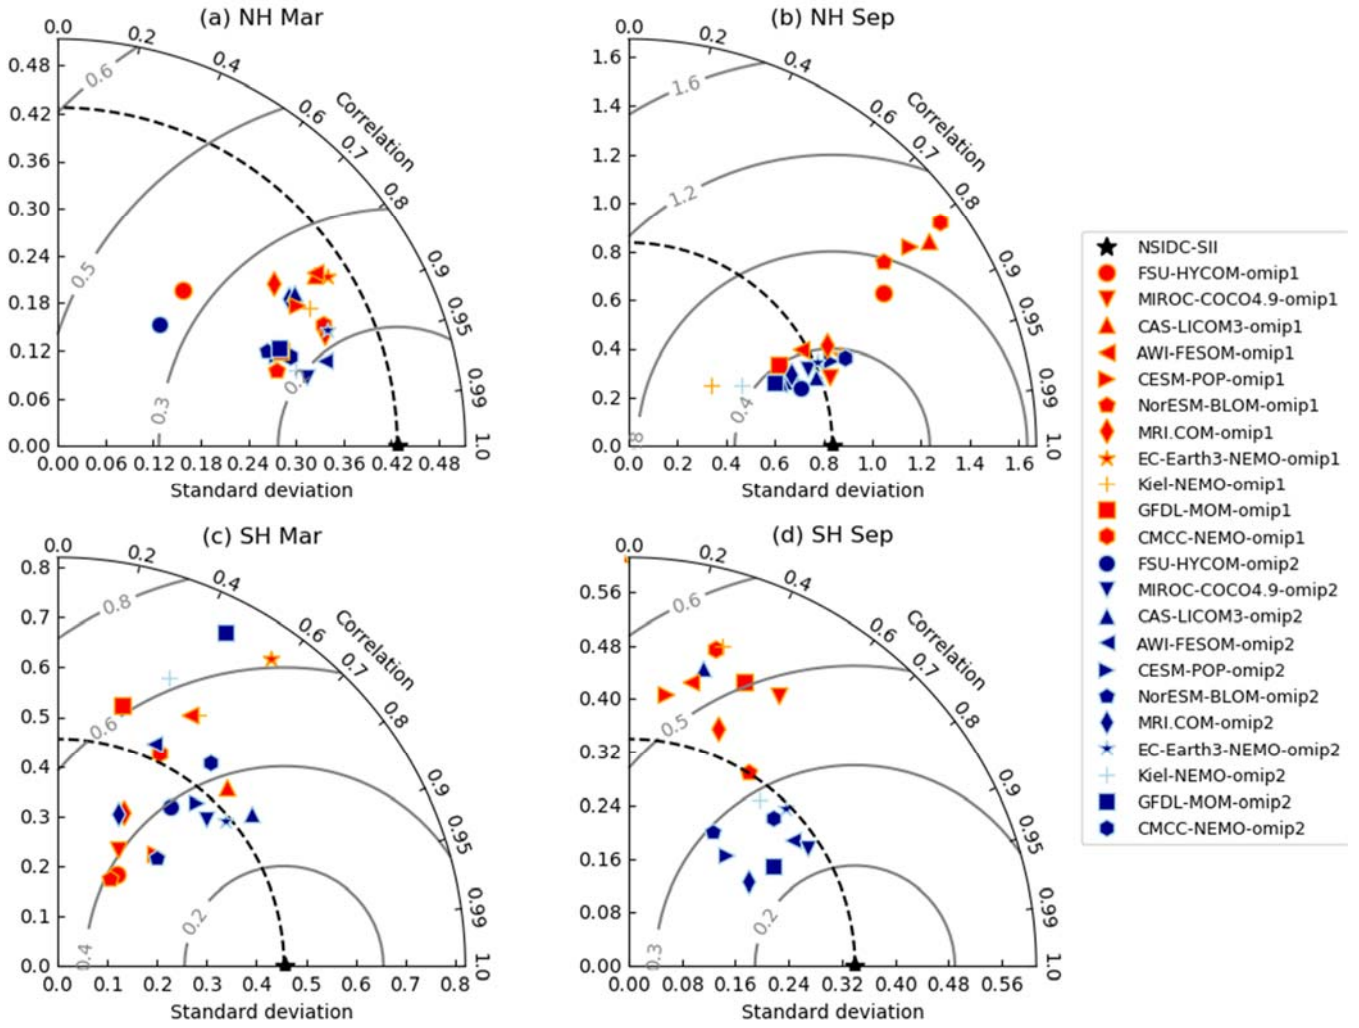 (a) NH Mar
0.0 0.2 0.4 0.6 0.7 0.8 0.9 0.95 0.99 1.0
Correlation
0.48
0.42
0.36
0.30
0.24
0.18
0.12
0.06
0.00
0.6
0.5
0.3
0.00 0.06 0.12 0.18 0.24 0.30 0.36 0.42 0.48
Standard deviation
(b) NH Sep
0.0 0.2 0.4 0.6 0.7 0.8 0.9 0.95 0.99 1.0
Correlation
1.6
1.4
1.2
1.0
0.8
0.6
0.4
0.2
0.0
1.6
1.2
0.4
0.0 0.2 0.4 0.6 0.8 1.0 1.2 1.4 1.6
Standard deviation
(c) SH Mar
0.0 0.2 0.4 0.6 0.7 0.8 0.9 0.95 0.99 1.0
Correlation
0.8
0.7
0.6
0.5
0.4
0.3
0.2
0.1
0.0
0.8
0.6
0.4
0.2
0.0 0.1 0.2 0.3 0.4 0.5 0.6 0.7 0.8
Standard deviation
(d) SH Sep
0.0 0.2 0.4 0.6 0.7 0.8 0.9 0.95 0.99 1.0
Correlation
0.56
0.48
0.40
0.32
0.24
0.16
0.08
0.00
0.6
0.5
0.3
0.2
0.00 0.08 0.16 0.24 0.32 0.40 0.48 0.56
Standard deviation
NSIDC-SII
FSU-HYCOM-omip1
MIROC-COCO4.9-omip1
CAS-LICOM3-omip1
AWI-FESOM-omip1
CESM-POP-omip1
NorESM-BLOM-omip1
MRI.COM-omip1
EC-Earth3-NEMO-omip1
Kiel-NEMO-omip1
GFDL-MOM-omip1
CMCC-NEMO-omip1
FSU-HYCOM-omip2
MIROC-COCO4.9-omip2
CAS-LICOM3-omip2
AWI-FESOM-omip2
CESM-POP-omip2
NorESM-BLOM-omip2
MRI.COM-omip2
EC-Earth3-NEMO-omip2
Kiel-NEMO-omip2
GFDL-MOM-omip2
CMCC-NEMO-omip2